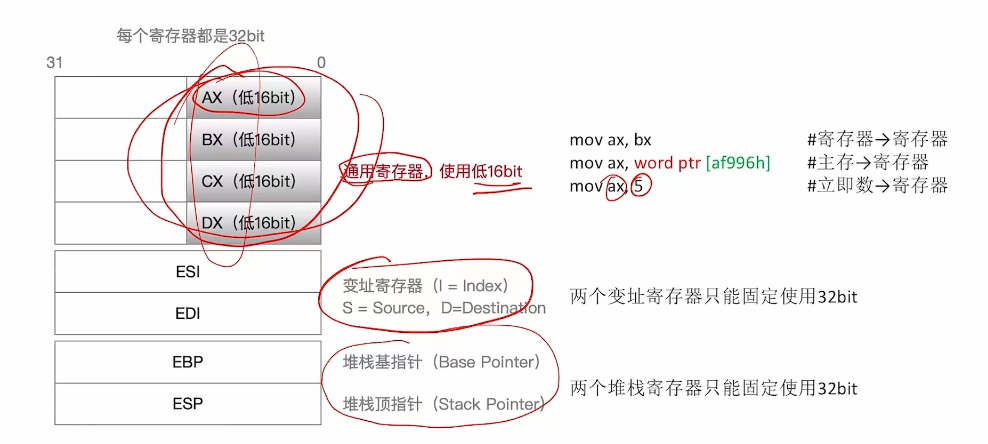 每个寄存器都是32bit
31 0
AX（低16bit）
BX（低16bit）
CX（低16bit）
DX（低16bit）
通用寄存器，使用低16bit
mov ax, bx #寄存器→寄存器
mov ax, word ptr [af996h] #主存→寄存器
mov ax, 5 #立即数→寄存器
ESI
EDI
变址寄存器（I = Index）
S = Source，D=Destination
两个变址寄存器只能固定使用32bit
EBP
ESP
堆栈基指针（Base Pointer）
堆栈顶指针（Stack Pointer）
两个堆栈寄存器只能固定使用32bit